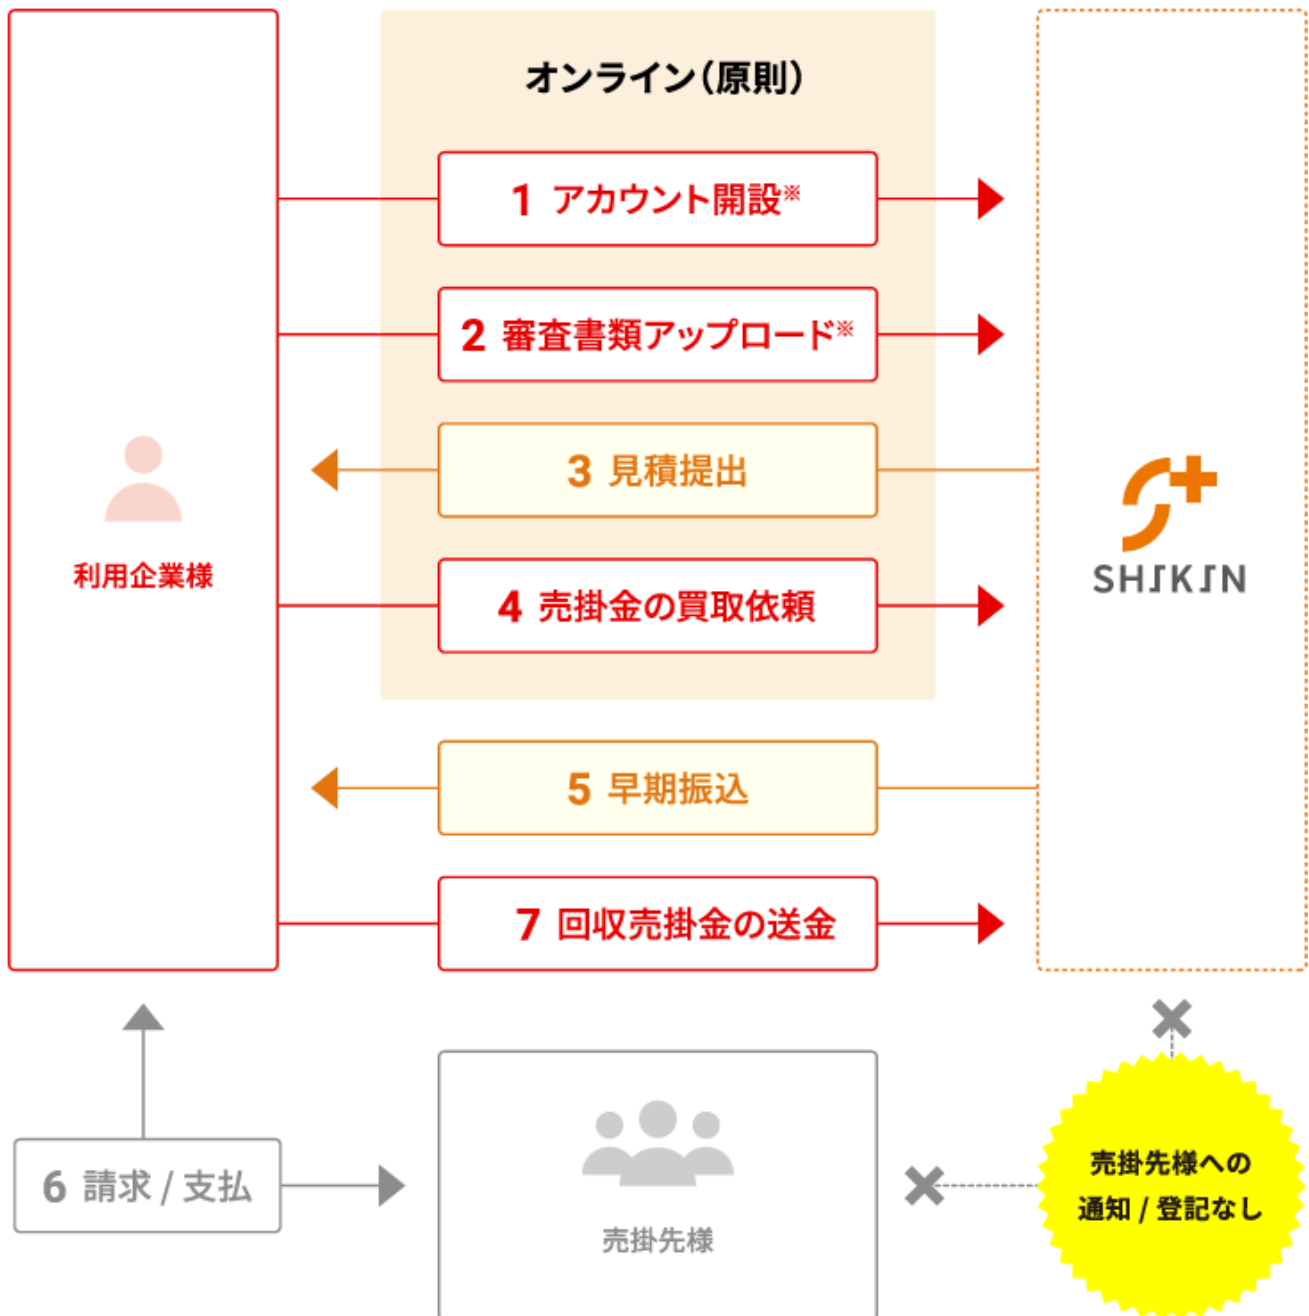 オンライン(原則)
1 アカウント開設※
2 審査書類アップロード※
3 見積提出
利用企業様
SHIKIN
4 売掛金の買取依頼
5 早期振込
7 回収売掛金の送金
6 請求 / 支払
売掛先様
売掛先様への
通知 / 登記なし